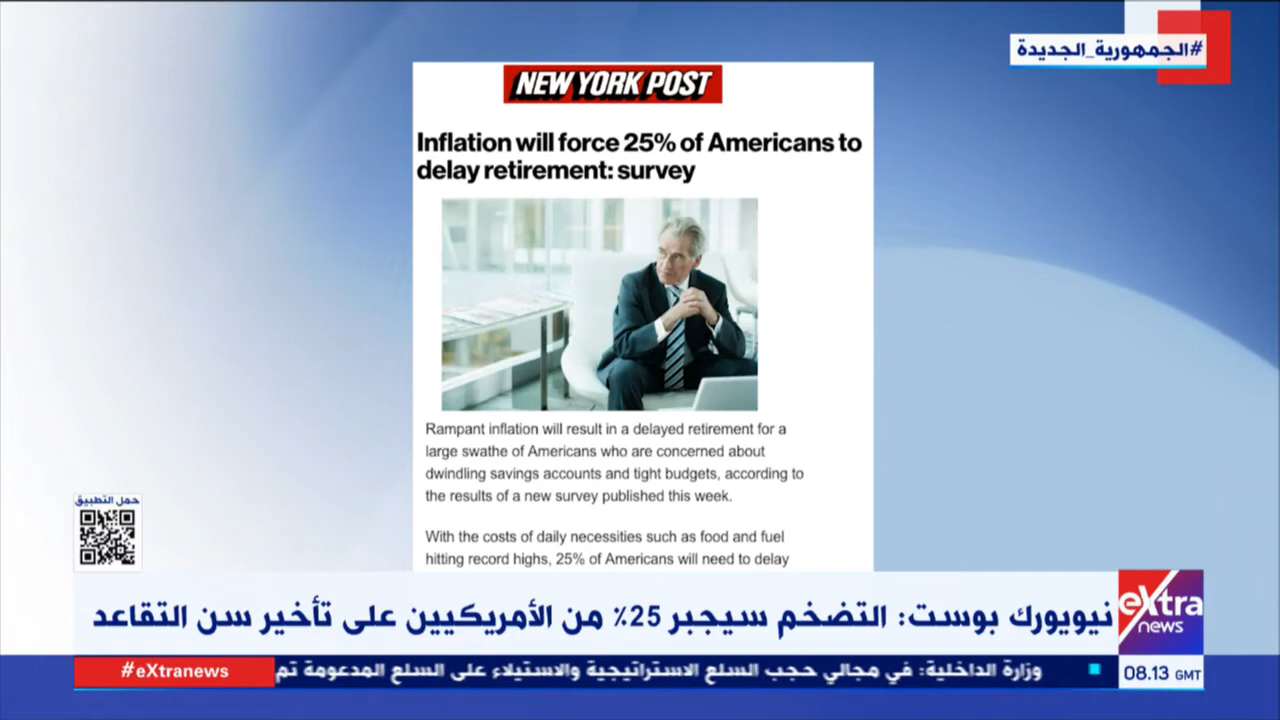 #الجمهورية_الجديدة
NEW YORK POST
Inflation will force 25% of Americans to
delay retirement: survey
Rampant inflation will result in a delayed retirement for a
large swathe of Americans who are concerned about
dwindling savings accounts and tight budgets, according to
the results of a new survey published this week.
With the costs of daily necessities such as food and fuel
hitting record highs, 25% of Americans will need to delay
حمل التطبيق
نيويورك بوست: التضخم سيجبر 25٪ من الأمريكيين على تأخير سن التقاعد
eXtra
news
#eXtranews
وزارة الداخلية: في مجالي حجب السلع الاستراتيجية والاستيلاء على السلع المدعومة تم
08.13 GMT